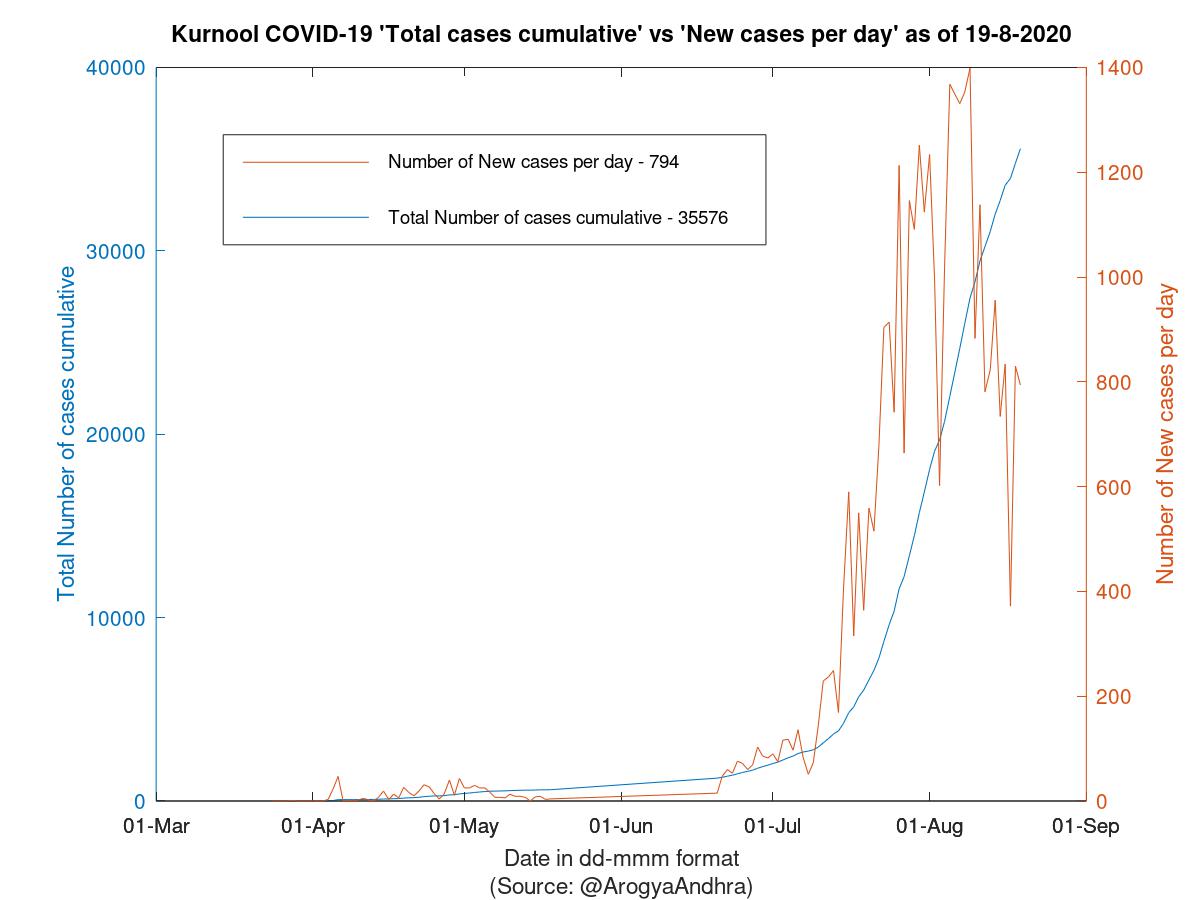 Kurnool COVID-19 'Total cases cumulative' vs 'New cases per day' as of 19-8-2020
40000
30000
20000
10000
0
Total Number of cases cumulative
Number of New cases per day - 794
Total Number of cases cumulative - 35576
1400
1200
1000
800
600
400
200
0
Number of New cases per day
01-Mar 01-Apr 01-May 01-Jun 01-Jul 01-Aug 01-Sep
Date in dd-mmm format
(Source: @ArogyaAndhra)